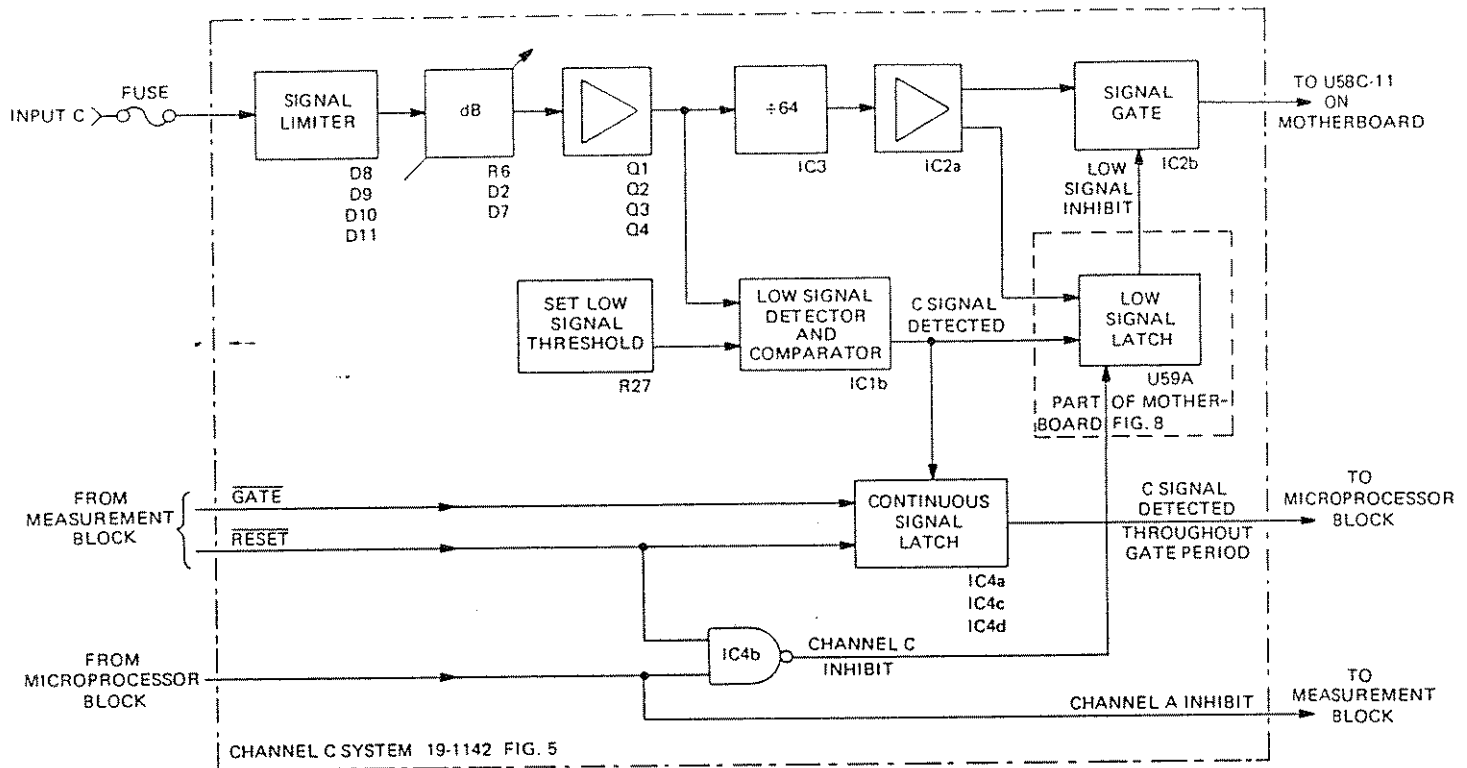 INPUT C
FUSE
SIGNAL
LIMITER
D8
D9
D10
D11
dB
R6
D2
D7
Q1
Q2
Q3
Q4
÷64
IC3
IC2a
SIGNAL
GATE
IC2b
TO U58C-11
ON
MOTHERBOARD
LOW
SIGNAL
INHIBIT
SET LOW
SIGNAL
THRESHOLD
R27
LOW SIGNAL
DETECTOR
AND
COMPARATOR
IC1b
C SIGNAL
DETECTED
LOW
SIGNAL
LATCH
U59A
PART OF MOTHER-
BOARD FIG. 8
FROM
MEASUREMENT
BLOCK
GATE
RESET
CONTINUOUS
SIGNAL
LATCH
IC4a
IC4c
IC4d
C SIGNAL
DETECTED
THROUGHOUT
GATE PERIOD
TO
MICROPROCESSOR
BLOCK
FROM
MICROPROCESSOR
BLOCK
IC4b
CHANNEL C
INHIBIT
CHANNEL A INHIBIT
TO
MEASUREMENT
BLOCK
CHANNEL C SYSTEM 19-1142 FIG. 5